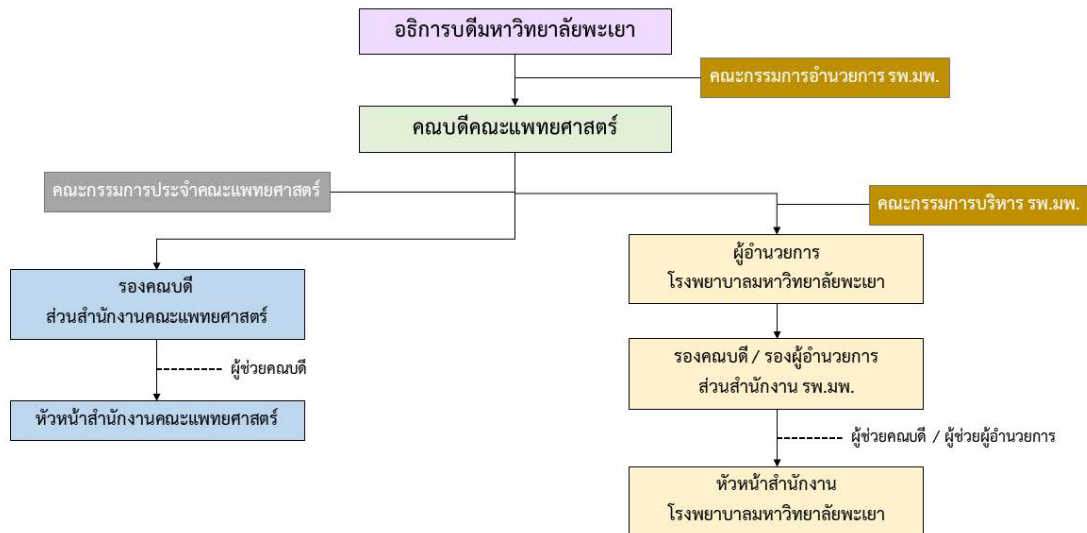 อธิการบดีมหาวิทยาลัยพะเยา
คณะกรรมการอำนวยการ รพ.มพ.
คณบดีคณะแพทยศาสตร์
คณะกรรมการประจำคณะแพทยศาสตร์
คณะกรรมการบริหาร รพ.มพ.
รองคณบดี
ส่วนสำนักงานคณะแพทยศาสตร์
ผู้ช่วยคณบดี
หัวหน้าสำนักงานคณะแพทยศาสตร์
ผู้อำนวยการ
โรงพยาบาลมหาวิทยาลัยพะเยา
รองคณบดี / รองผู้อำนวยการ
ส่วนสำนักงาน รพ.มพ.
ผู้ช่วยคณบดี / ผู้ช่วยผู้อำนวยการ
หัวหน้าสำนักงาน
โรงพยาบาลมหาวิทยาลัยพะเยา